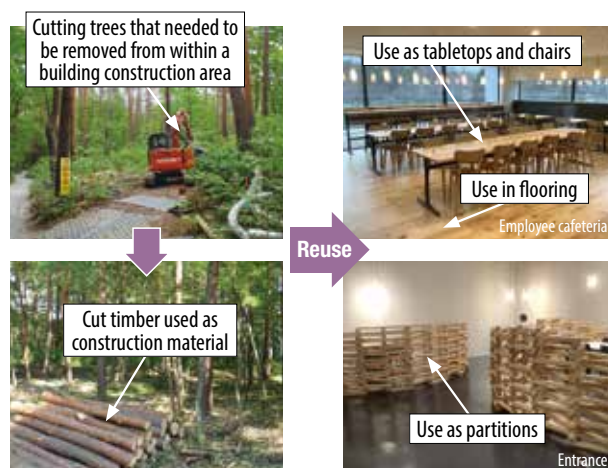 Cutting trees that needed to
be removed from within a
building construction area
Cut timber used as
construction material
Reuse
Use as tabletops and chairs
Use in flooring
Employee cafeteria
Use as partitions
Entrance